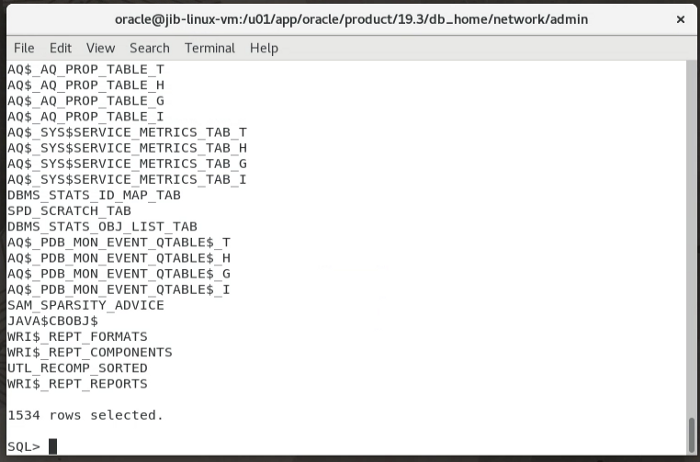 oracle@jib-linux-vm:/u01/app/oracle/product/19.3/db_home/network/admin
File Edit View Search Terminal Help
AQ$_AQ_PROP_TABLE_T
AQ$_AQ_PROP_TABLE_H
AQ$_AQ_PROP_TABLE_G
AQ$_AQ_PROP_TABLE_I
AQ$_SYS$SERVICE_METRICS_TAB_T
AQ$_SYS$SERVICE_METRICS_TAB_H
AQ$_SYS$SERVICE_METRICS_TAB_G
AQ$_SYS$SERVICE_METRICS_TAB_I
DBMS_STATS_ID_MAP_TAB
SPD_SCRATCH_TAB
DBMS_STATS_OBJ_LIST_TAB
AQ$_PDB_MON_EVENT_QTABLE$_T
AQ$_PDB_MON_EVENT_QTABLE$_H
AQ$_PDB_MON_EVENT_QTABLE$_G
AQ$_PDB_MON_EVENT_QTABLE$_I
SAM_SPARSITY_ADVICE
JAVA$CBOBJ$
WRI$_REPT_FORMATS
WRI$_REPT_COMPONENTS
UTL_RECOMP_SORTED
WRI$_REPT_REPORTS
1534 rows selected.
SQL>